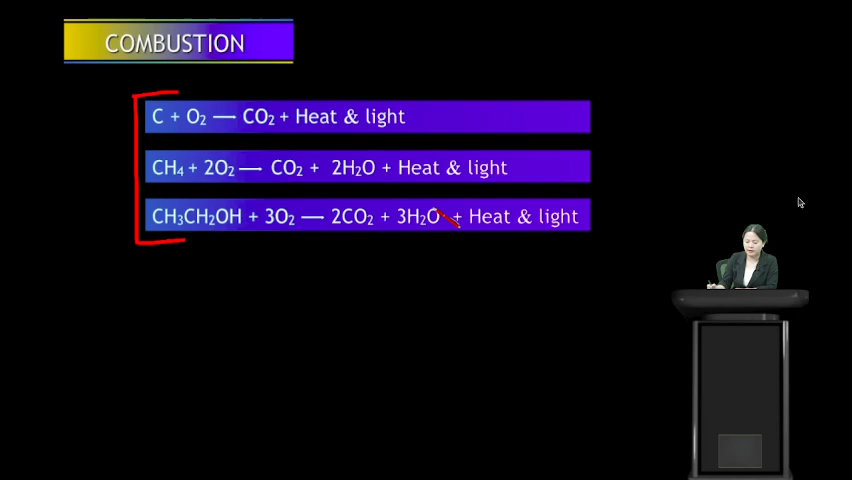 COMBUSTION
C + O₂ ⟶ CO₂ + Heat & light
CH₄ + 2O₂ ⟶ CO₂ + 2H₂O + Heat & light
CH₃CH₂OH + 3O₂ ⟶ 2CO₂ + 3H₂O + Heat & light